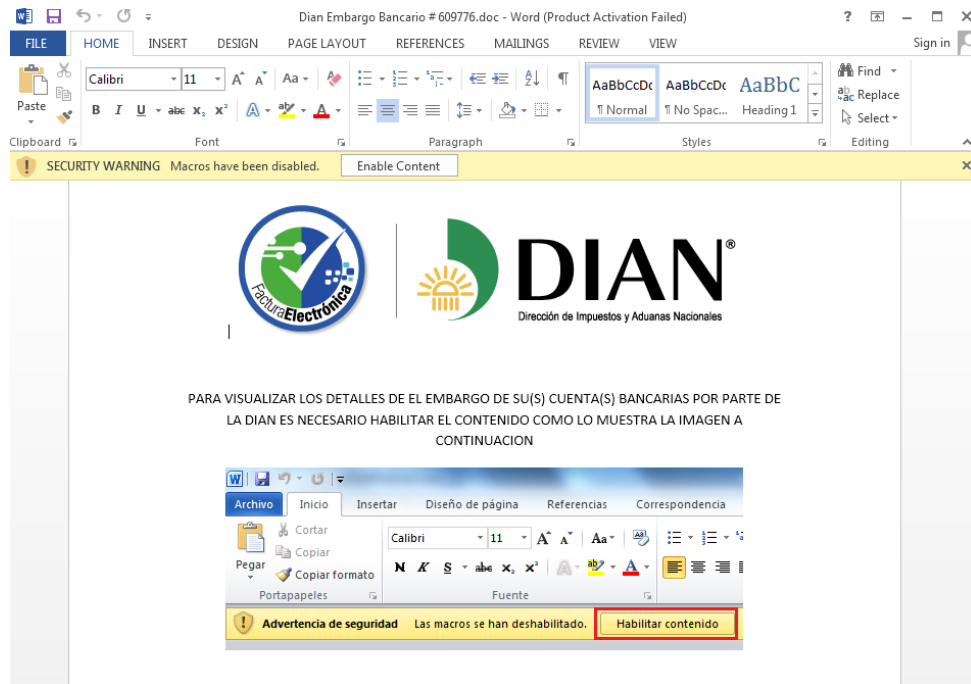 Dian Embargo Bancario # 609776.doc - Word (Product Activation Failed)
FILE HOME INSERT DESIGN PAGE LAYOUT REFERENCES MAILINGS REVIEW VIEW Sign in
Calibri 11 Find
AaBbCcDc AaBbCcDc AaBbC Replace
Paste ¶ Normal ¶ No Spac... Heading 1 Select
Clipboard Font Paragraph Styles Editing
SECURITY WARNING Macros have been disabled. Enable Content
FacturaElectrónica
DIAN®
Dirección de Impuestos y Aduanas Nacionales
PARA VISUALIZAR LOS DETALLES DE EL EMBARGO DE SU(S) CUENTA(S) BANCARIAS POR PARTE DE
LA DIAN ES NECESARIO HABILITAR EL CONTENIDO COMO LO MUESTRA LA IMAGEN A
CONTINUACION
Archivo Inicio Insertar Diseño de página Referencias Correspondencia
Cortar
Calibri 11
Copiar
Pegar
Copiar formato N K S abc x₂ x²
Portapapeles Fuente
Advertencia de seguridad Las macros se han deshabilitado. Habilitar contenido